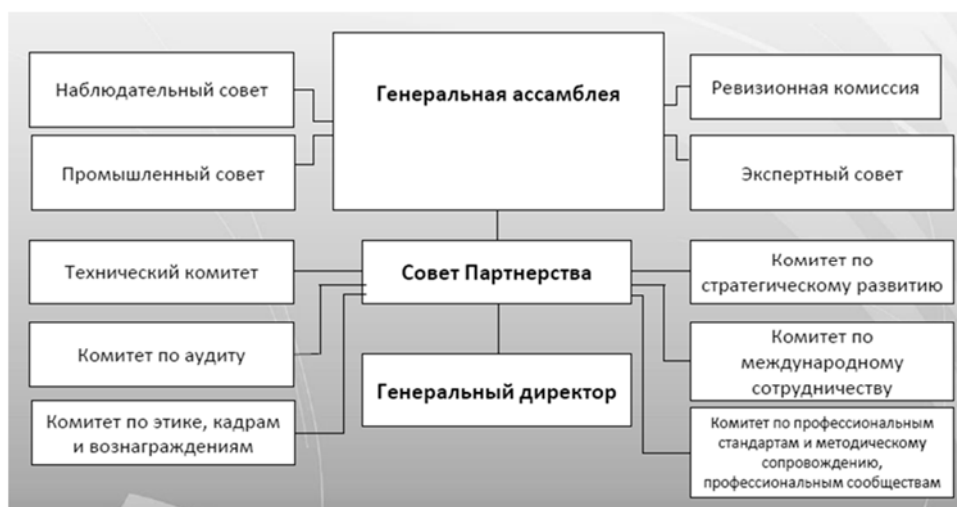 Наблюдательный совет
Генеральная ассамблея
Ревизионная комиссия
Промышленный совет
Экспертный совет
Технический комитет
Совет Партнерства
Комитет по
стратегическому развитию
Комитет по аудиту
Генеральный директор
Комитет по
международному
сотрудничеству
Комитет по этике, кадрам
и вознаграждениям
Комитет по профессиональным
стандартам и методическому
сопровождению,
профессиональным сообществам